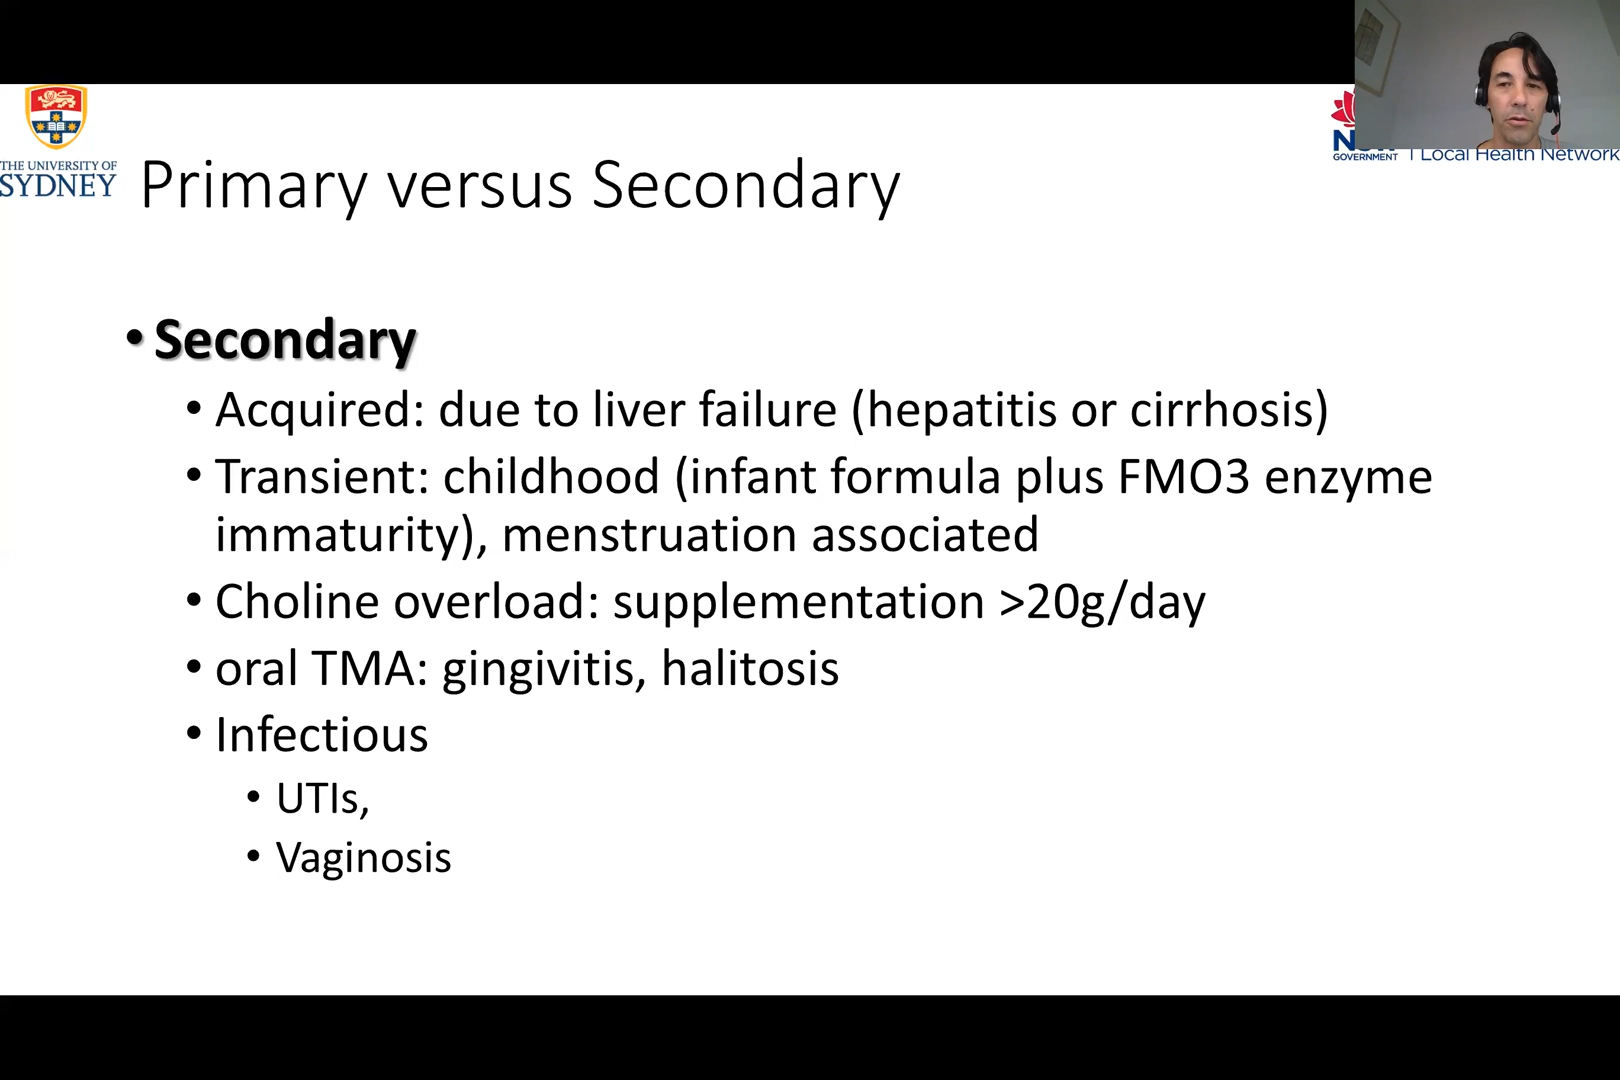 THE UNIVERSITY OF
SYDNEY
Primary versus Secondary
GOVERNMENT
Local Health Network
• Secondary
• Acquired: due to liver failure (hepatitis or cirrhosis)
• Transient: childhood (infant formula plus FMO3 enzyme
immaturity), menstruation associated
• Choline overload: supplementation >20g/day
• oral TMA: gingivitis, halitosis
• Infectious
• UTIs,
• Vaginosis